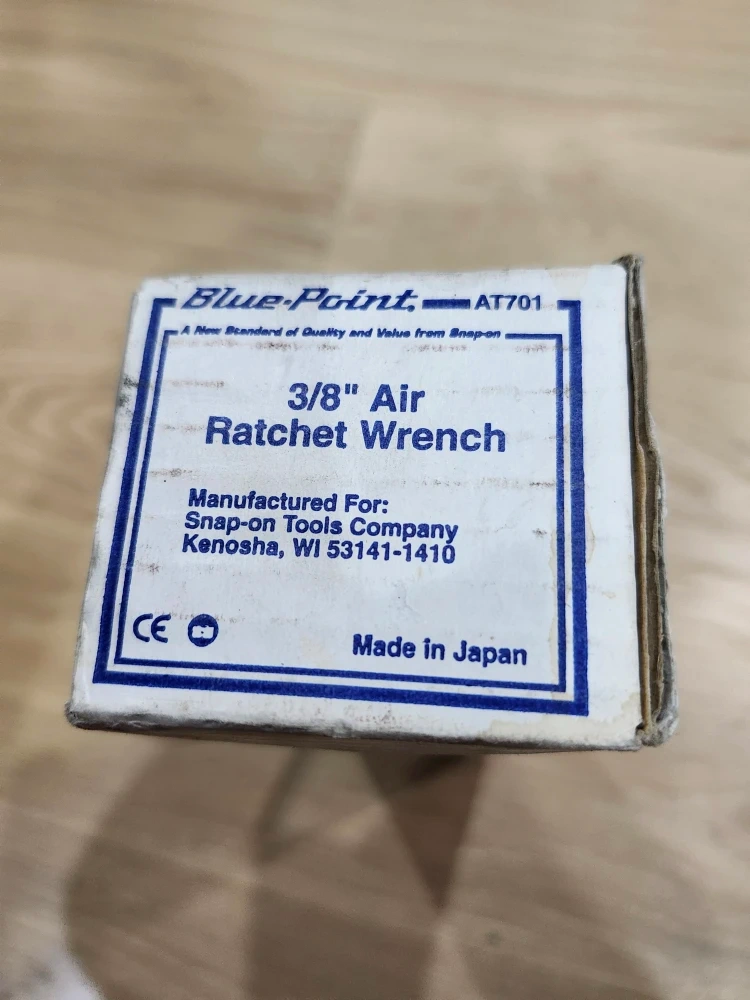 Blue-Point. AT701
A New Standard of Quality and Value from Snap-on
3/8" Air
Ratchet Wrench
Manufactured For:
Snap-on Tools Company
Kenosha, WI 53141-1410
CE
Made in Japan